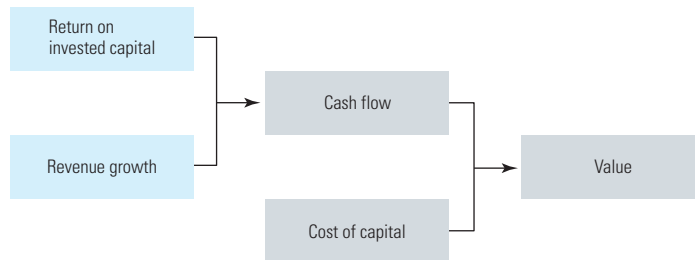 Return on
invested capital
Cash flow
Revenue growth
Value
Cost of capital